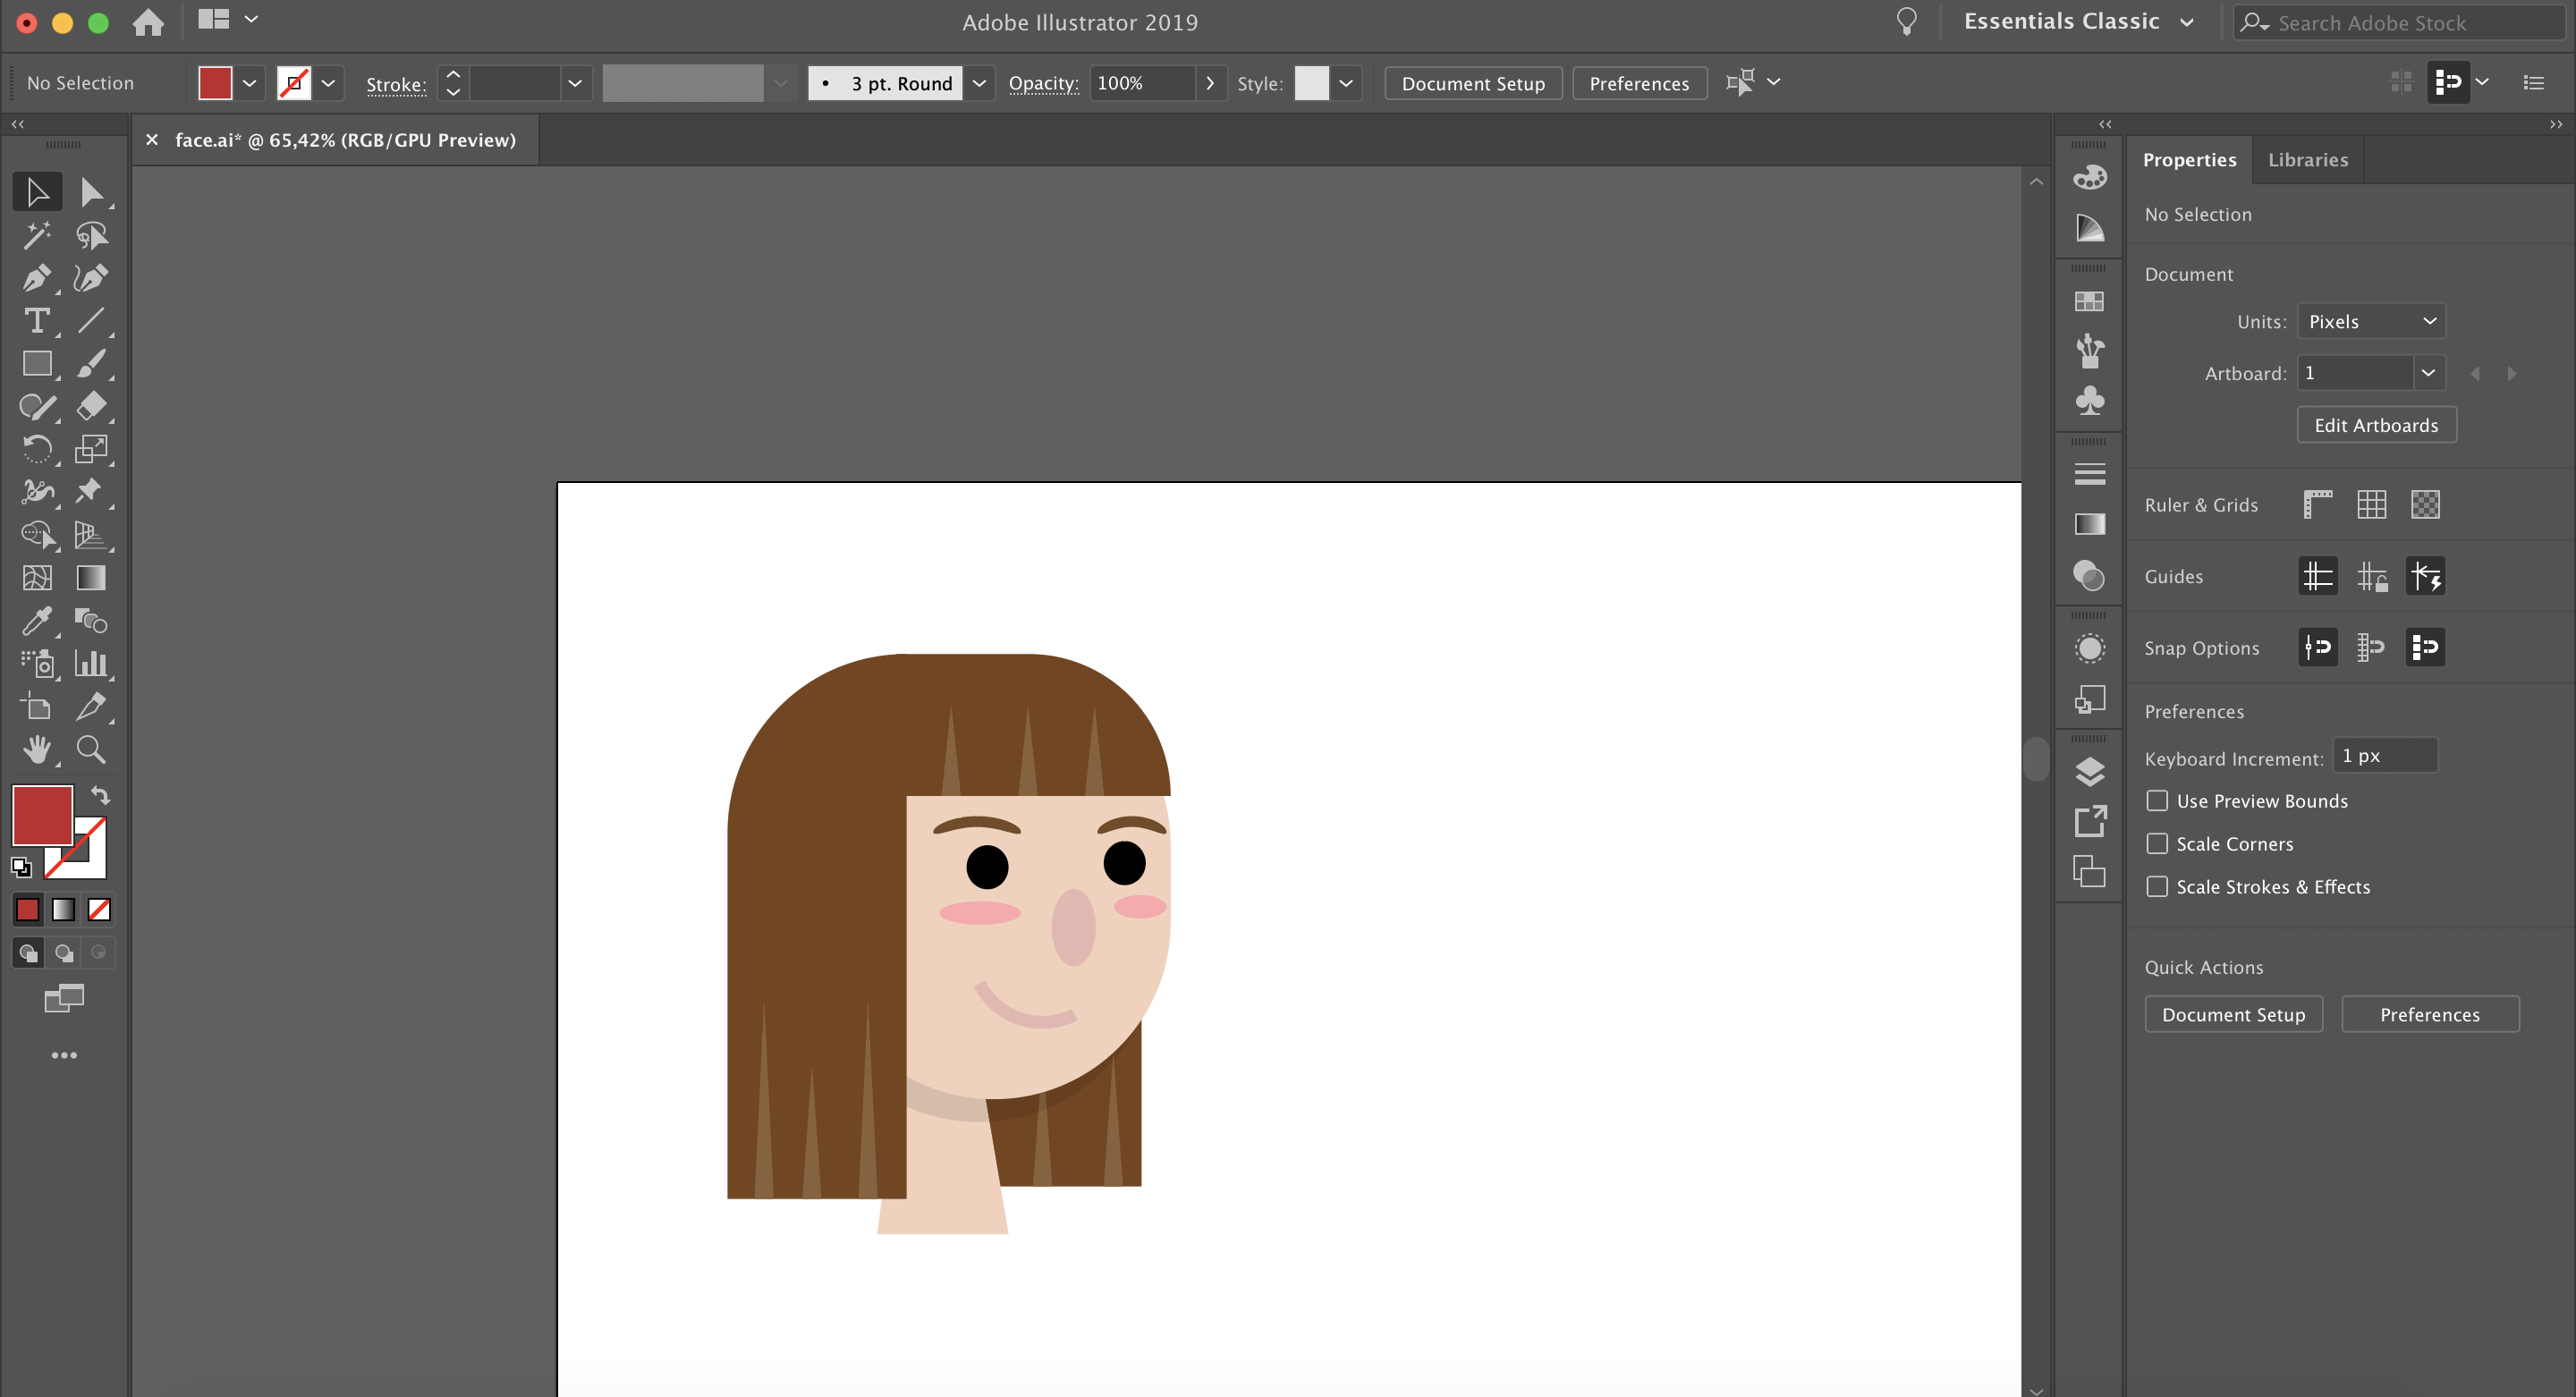 Adobe Illustrator 2019
Essentials Classic
Search Adobe Stock
No Selection
Stroke:
3 pt. Round
Opacity: 100%
Style:
Document Setup
Preferences
face.ai* @ 65,42% (RGB/GPU Preview)
Properties
Libraries
No Selection
Document
Units: Pixels
Artboard: 1
Edit Artboards
Ruler & Grids
Guides
Snap Options
Preferences
Keyboard Increment: 1 px
Use Preview Bounds
Scale Corners
Scale Strokes & Effects
Quick Actions
Document Setup
Preferences